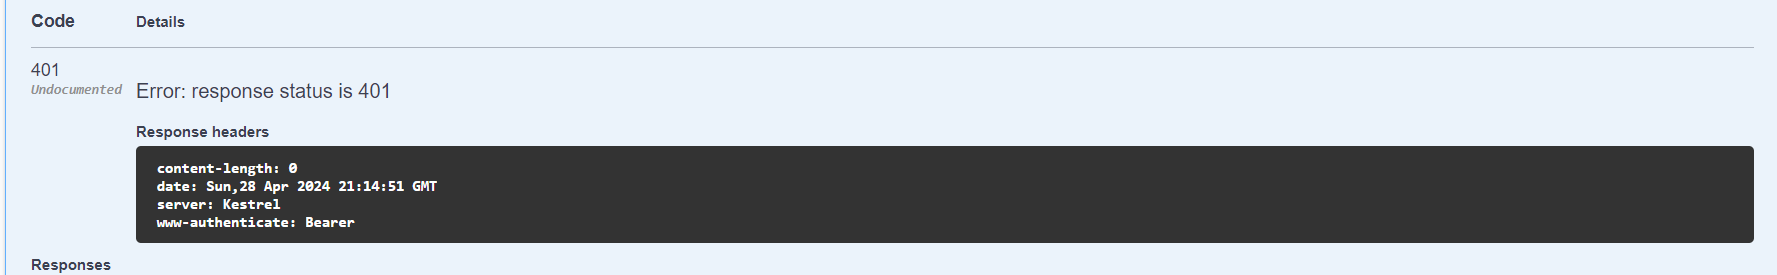 Code Details
401
Undocumented
Error: response status is 401
Response headers
content-length: 0
date: Sun,28 Apr 2024 21:14:51 GMT
server: Kestrel
www-authenticate: Bearer
Responses